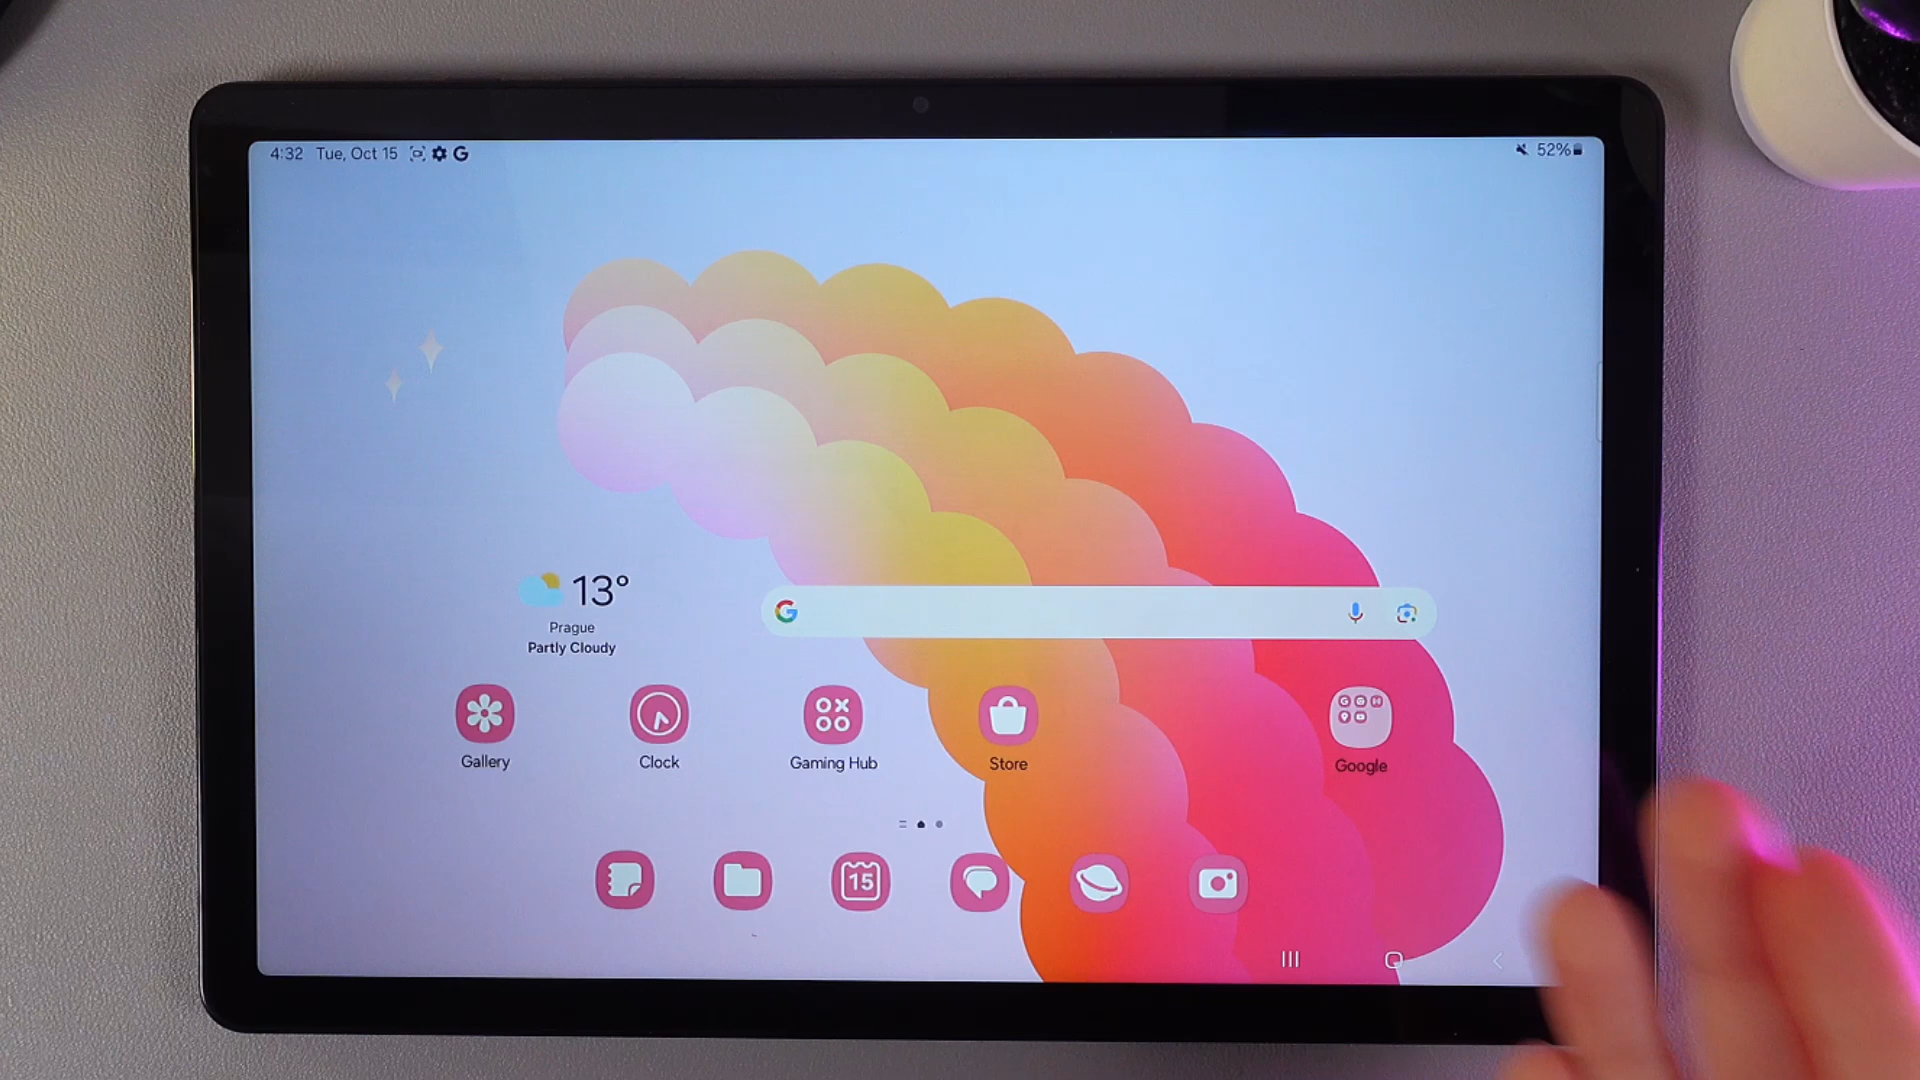 4:32 Tue, Oct 15 G
52%
13°
Prague
Partly Cloudy
G
Gallery
Clock
Gaming Hub
Store
Google
15